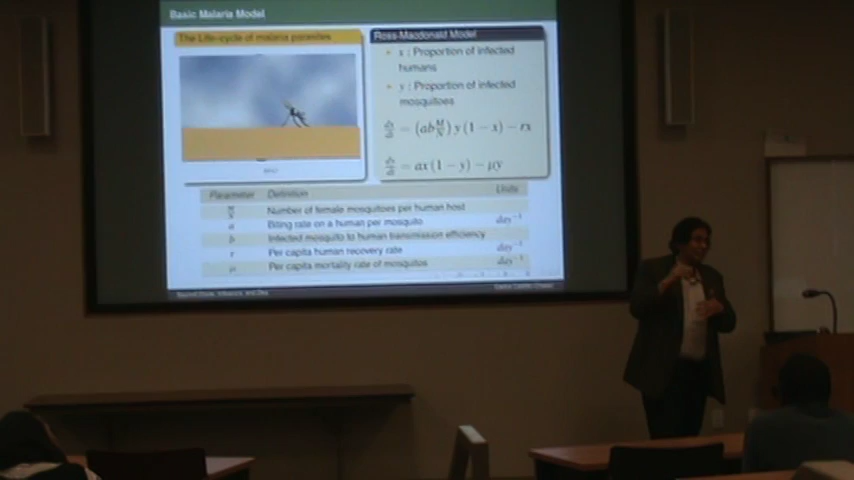 Basic Malaria Model
The Life-cycle of malaria parasites
Ross-Macdonald Model
x : Proportion of infected
humans
y : Proportion of infected
mosquitoes
dx/dt = (ab M/N) y (1 − x) − rx
dy/dt = ax (1 − y) − μy
Parameter Definition Units
M/N Number of female mosquitoes per human host
a Biting rate on a human per mosquito day⁻¹
b Infected mosquito to human transmission efficiency
r Per capita human recovery rate day⁻¹
μ Per capita mortality rate of mosquitos day⁻¹